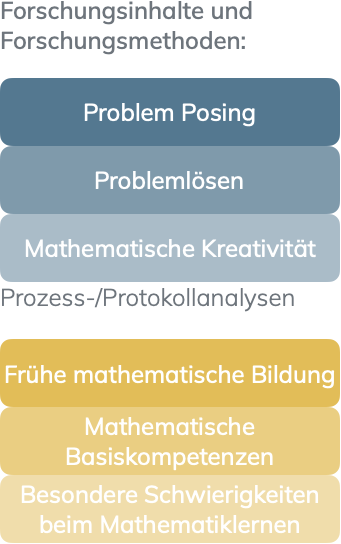 Forschungsinhalte und
Forschungsmethoden:
Problem Posing
Problemlösen
Mathematische Kreativität
Prozess-/Protokollanalysen
Frühe mathematische Bildung
Mathematische
Basiskompetenzen
Besondere Schwierigkeiten
beim Mathematiklernen